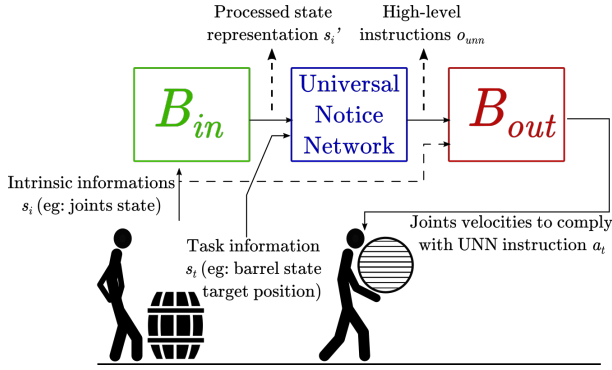 Processed state
representation s_i'
High-level
instructions o_unn
B_in
Universal
Notice
Network
B_out
Intrinsic informations
s_i (eg: joints state)
Task information
s_t (eg: barrel state
target position)
Joints velocities to comply
with UNN instruction a_t